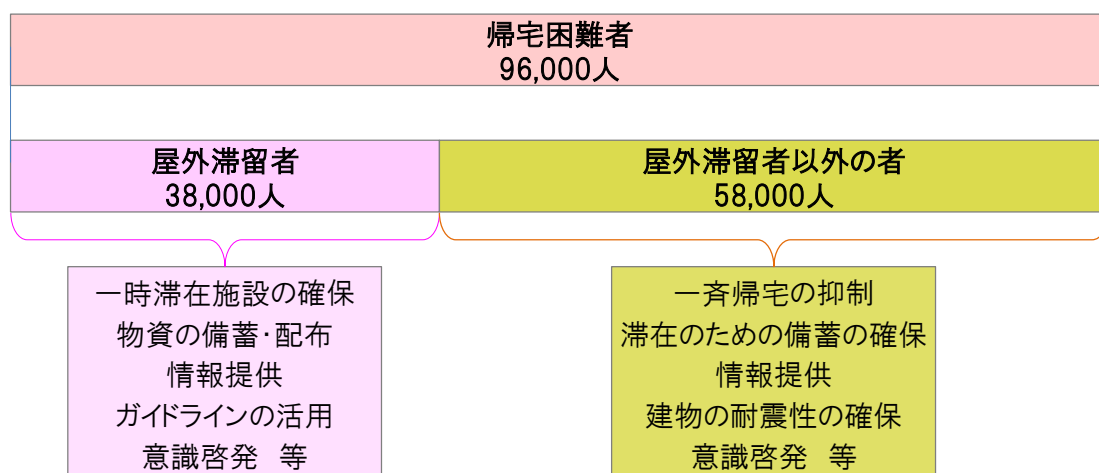 帰宅困難者
96,000人
屋外滞留者
38,000人
屋外滞留者以外の者
58,000人
一時滞在施設の確保
物資の備蓄･配布
情報提供
ガイドラインの活用
意識啓発　等
一斉帰宅の抑制
滞在のための備蓄の確保
情報提供
建物の耐震性の確保
意識啓発　等